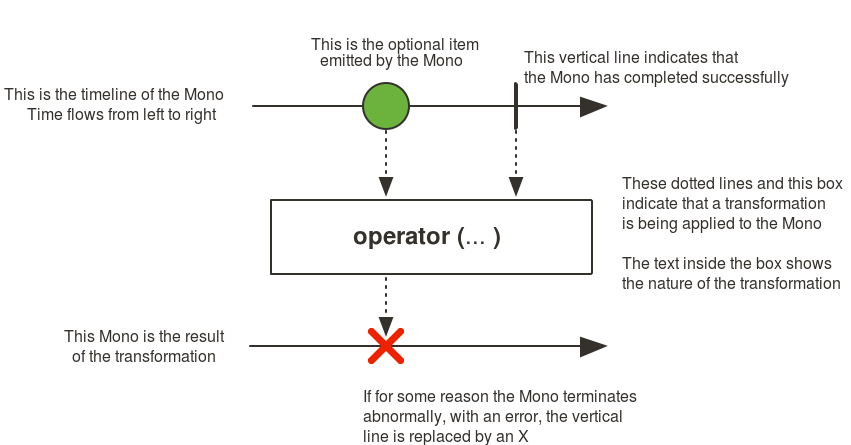 This is the optional item
emitted by the Mono
This vertical line indicates that
the Mono has completed successfully
This is the timeline of the Mono
Time flows from left to right
These dotted lines and this box
indicate that a transformation
is being applied to the Mono
The text inside the box shows
the nature of the transformation
operator (... )
This Mono is the result
of the transformation
If for some reason the Mono terminates
abnormally, with an error, the vertical
line is replaced by an X